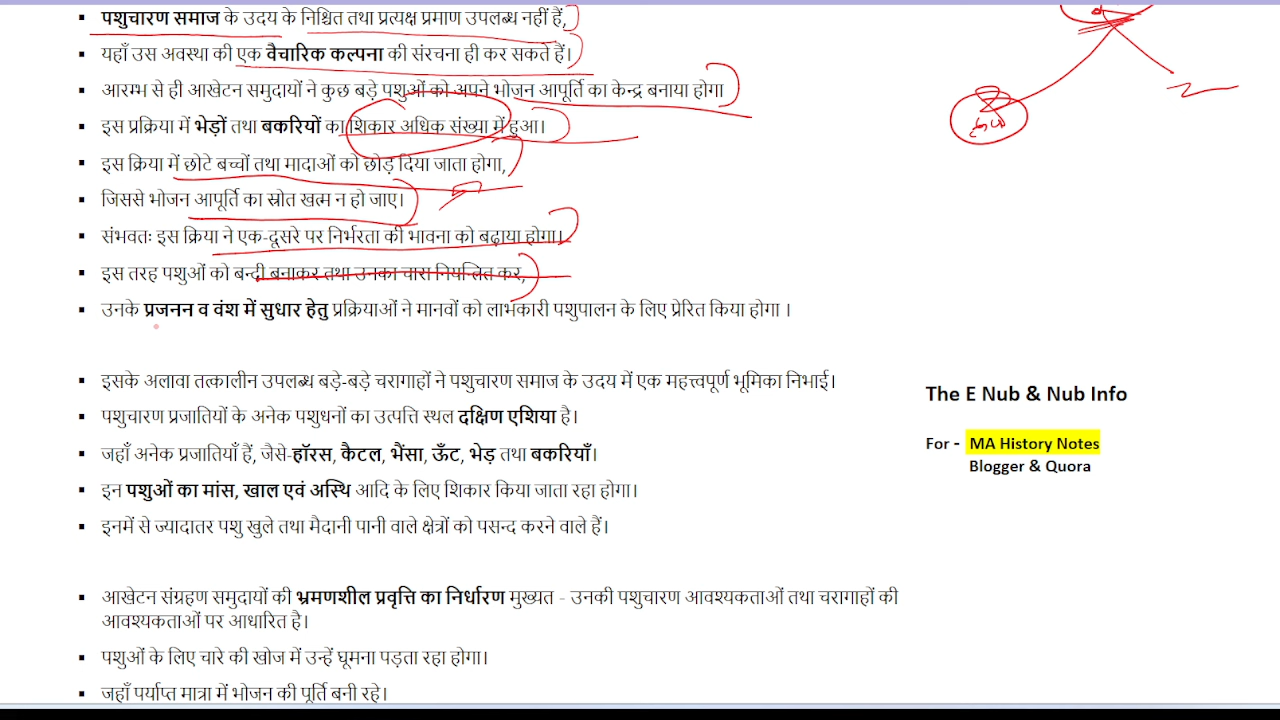 ▪ पशुचारण समाज के उदय के निश्चित तथा प्रत्यक्ष प्रमाण उपलब्ध नहीं हैं,
▪ यहाँ उस अवस्था की एक वैचारिक कल्पना की संरचना ही कर सकते हैं।
▪ आरम्भ से ही आखेटन समुदायों ने कुछ बड़े पशुओं को अपने भोजन आपूर्ति का केन्द्र बनाया होगा
▪ इस प्रक्रिया में भेड़ों तथा बकरियों का शिकार अधिक संख्या में हुआ।
▪ इस क्रिया में छोटे बच्चों तथा मादाओं को छोड़ दिया जाता होगा,
▪ जिससे भोजन आपूर्ति का स्रोत खत्म न हो जाए।
▪ संभवतः इस क्रिया ने एक-दूसरे पर निर्भरता की भावना को बढ़ाया होगा।
▪ इस तरह पशुओं को बन्दी बनाकर तथा उनका चारा नियन्त्रित कर,
▪ उनके प्रजनन व वंश में सुधार हेतु प्रक्रियाओं ने मानवों को लाभकारी पशुपालन के लिए प्रेरित किया होगा ।
▪ इसके अलावा तत्कालीन उपलब्ध बड़े-बड़े चरागाहों ने पशुचारण समाज के उदय में एक महत्त्वपूर्ण भूमिका निभाई।
The E Nub & Nub Info
▪ पशुचारण प्रजातियों के अनेक पशुधनों का उत्पत्ति स्थल दक्षिण एशिया है।
For - MA History Notes
▪ जहाँ अनेक प्रजातियाँ हैं, जैसे-हॉरस, कैटल, भैंसा, ऊँट, भेड़ तथा बकरियाँ।
Blogger & Quora
▪ इन पशुओं का मांस, खाल एवं अस्थि आदि के लिए शिकार किया जाता रहा होगा।
▪ इनमें से ज्यादातर पशु खुले तथा मैदानी पानी वाले क्षेत्रों को पसन्द करने वाले हैं।
▪ आखेटन संग्रहण समुदायों की भ्रमणशील प्रवृत्ति का निर्धारण मुख्यत - उनकी पशुचारण आवश्यकताओं तथा चरागाहों की
आवश्यकताओं पर आधारित है।
▪ पशुओं के लिए चारे की खोज में उन्हें घूमना पड़ता रहा होगा।
▪ जहाँ पर्याप्त मात्रा में भोजन की पूर्ति बनी रहे।